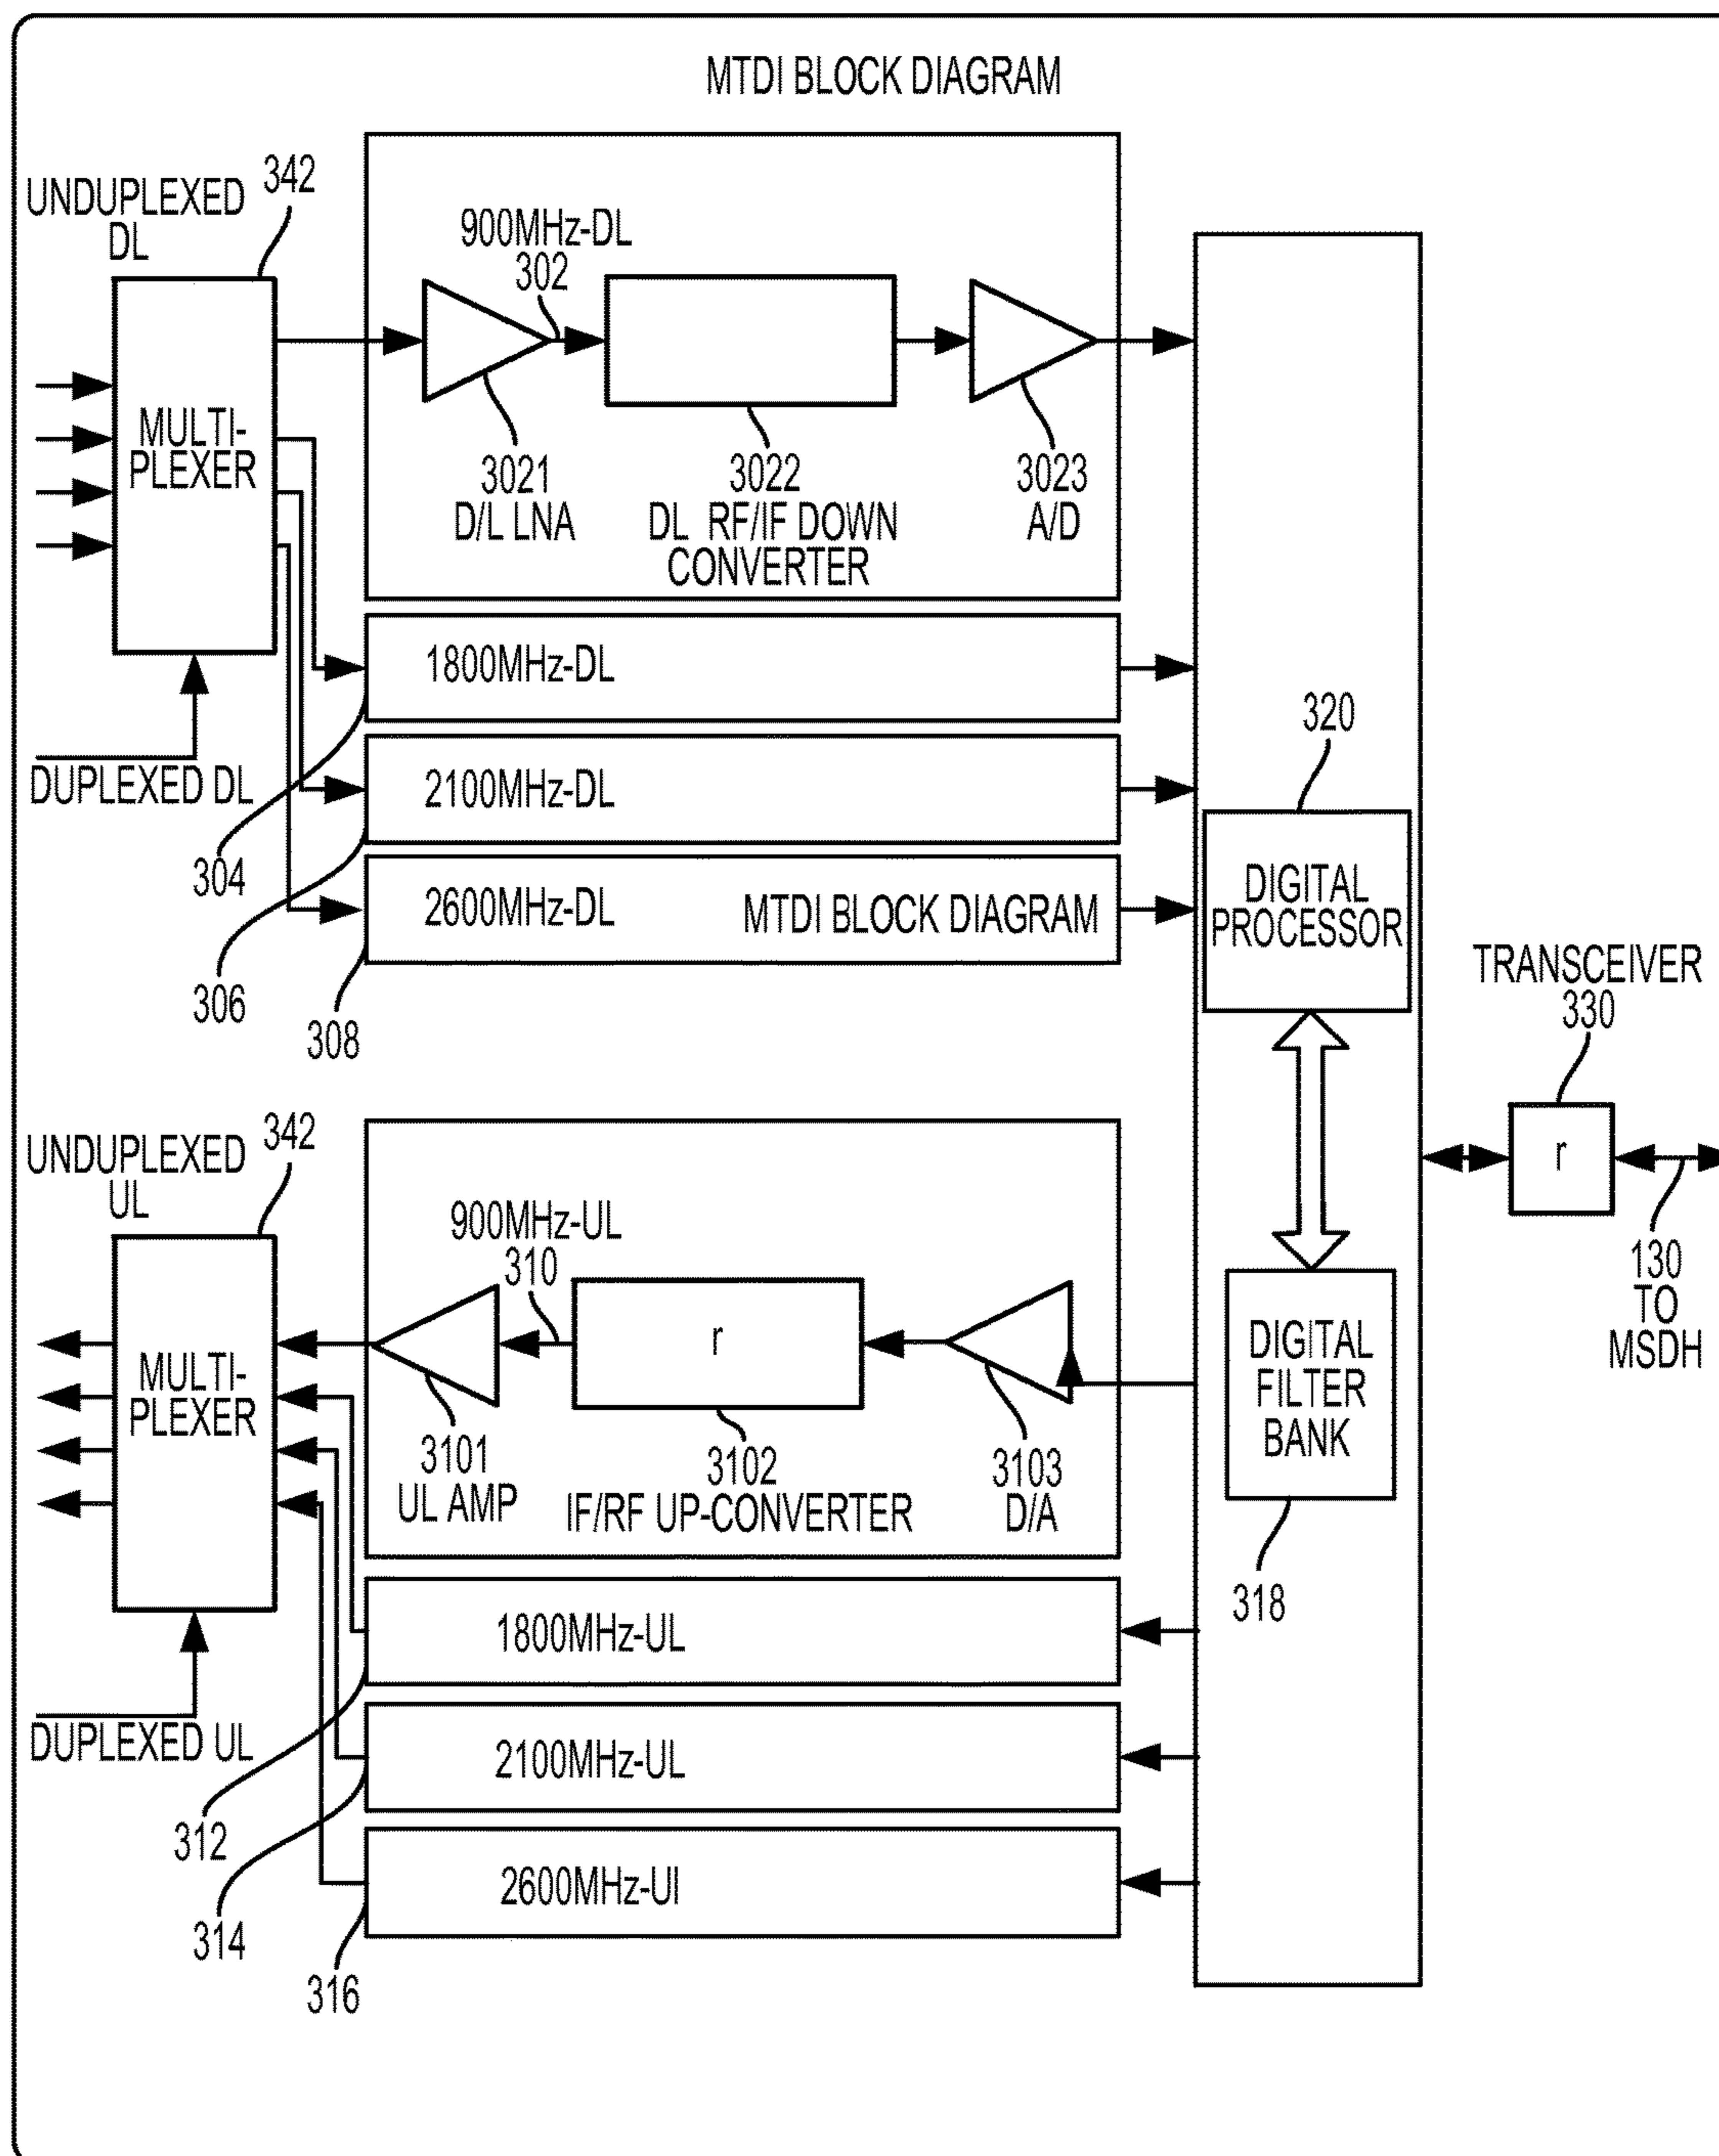 MTDI BLOCK DIAGRAM
UNDUPLEXED
DL
342
MULTI-
PLEXER
DUPLEXED DL
900MHz-DL
302
3021
D/L LNA
3022
DL RF/IF DOWN
CONVERTER
3023
A/D
1800MHz-DL
2100MHz-DL
2600MHz-DL
MTDI BLOCK DIAGRAM
304
306
308
320
DIGITAL
PROCESSOR
TRANSCEIVER
330
r
130
TO
MSDH
DIGITAL
FILTER
BANK
318
UNDUPLEXED
UL
342
MULTI-
PLEXER
DUPLEXED UL
900MHz-UL
310
r
3101
UL AMP
3102
IF/RF UP-CONVERTER
3103
D/A
1800MHz-UL
2100MHz-UL
2600MHz-UI
312
314
316